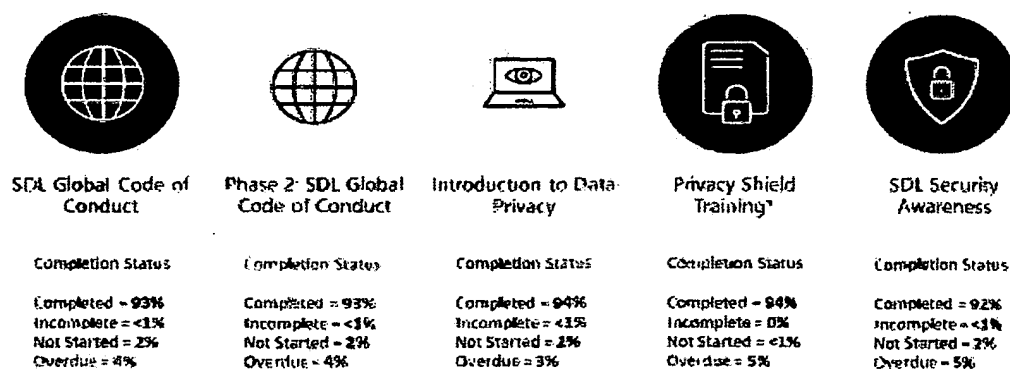 SDL Global Code of
Conduct
Completion Status
Completed = 93%
Incomplete = <1%
Not Started = 2%
Overdue = 4%
Phase 2: SDL Global
Code of Conduct
Completion Status
Completed = 93%
Incomplete = <1%
Not Started = 2%
Overdue = 4%
Introduction to Data
Privacy
Completion Status
Completed = 94%
Incomplete = <1%
Not Started = 2%
Overdue = 3%
Privacy Shield
Training*
Completion Status
Completed = 94%
Incomplete = 0%
Not Started = <1%
Overdue = 5%
SDL Security
Awareness
Completion Status
Completed = 92%
Incomplete = <1%
Not Started = 2%
Overdue = 5%